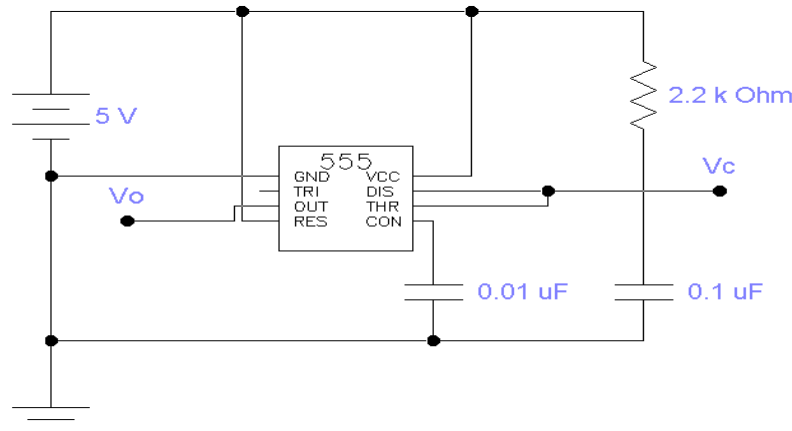 2.2 k Ohm
5 V
555
GND VCC
TRI DIS
OUT THR
RES CON
Vc
Vo
0.01 uF
0.1 uF